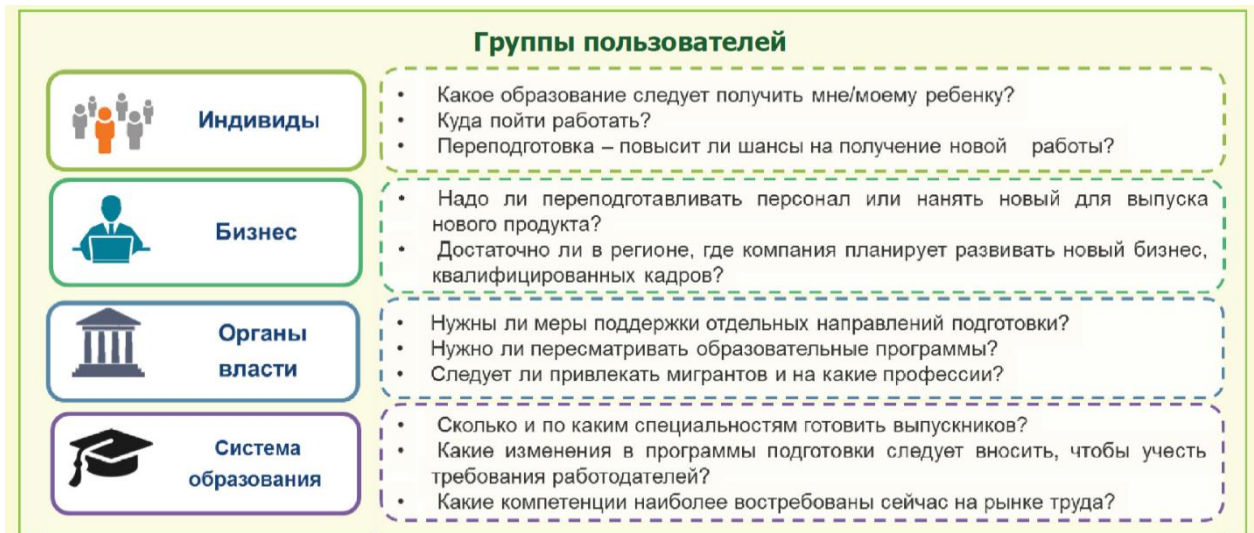 Группы пользователей
Индивиды
• Какое образование следует получить мне/моему ребенку?
• Куда пойти работать?
• Переподготовка – повысит ли шансы на получение новой работы?
Бизнес
• Надо ли переподготавливать персонал или нанять новый для выпуска
нового продукта?
• Достаточно ли в регионе, где компания планирует развивать новый бизнес,
квалифицированных кадров?
Органы
власти
• Нужны ли меры поддержки отдельных направлений подготовки?
• Нужно ли пересматривать образовательные программы?
• Следует ли привлекать мигрантов и на какие профессии?
Система
образования
• Сколько и по каким специальностям готовить выпускников?
• Какие изменения в программы подготовки следует вносить, чтобы учесть
требования работодателей?
• Какие компетенции наиболее востребованы сейчас на рынке труда?